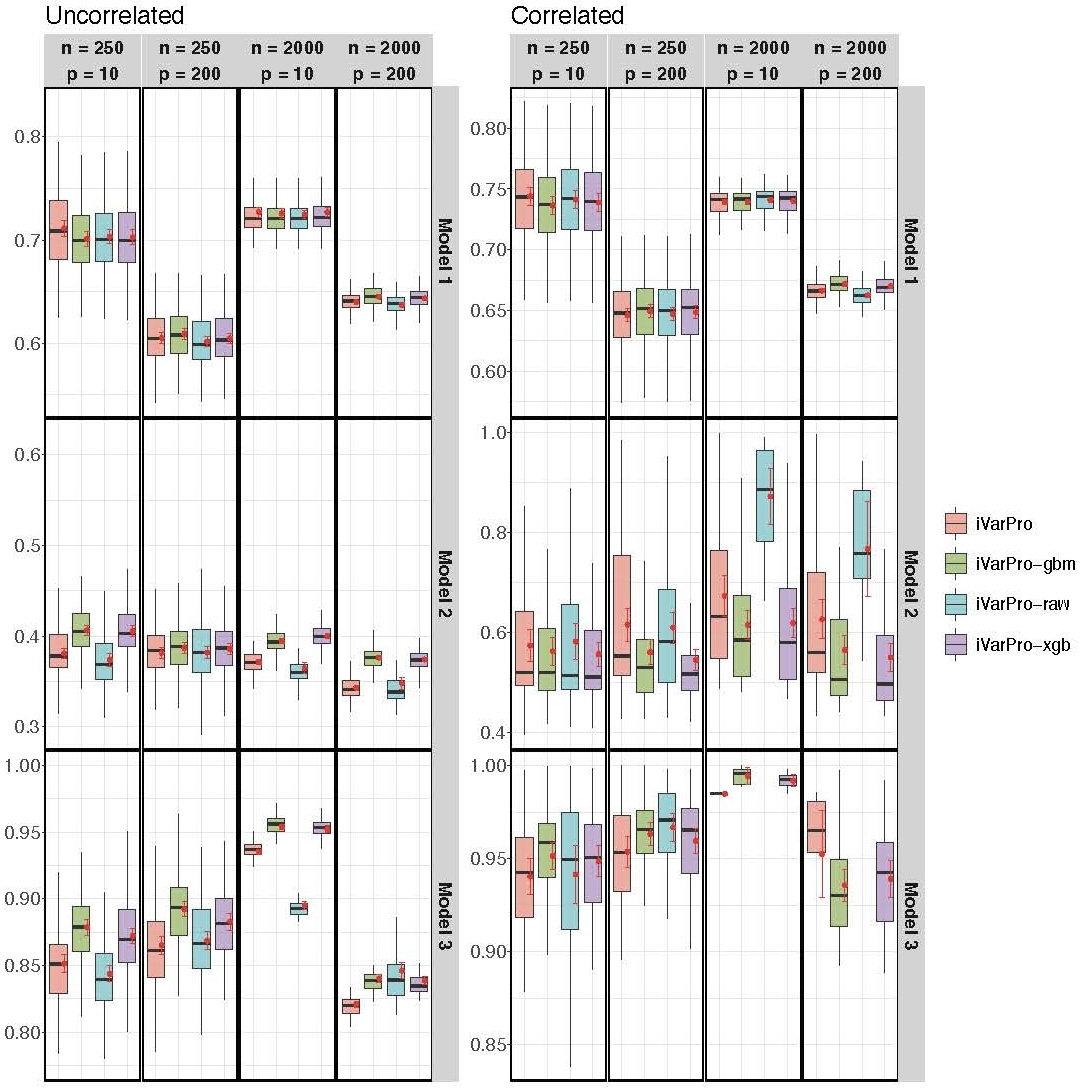 Uncorrelated
Correlated
n = 250 n = 250 n = 2000 n = 2000
p = 10 p = 200 p = 10 p = 200
n = 250 n = 250 n = 2000 n = 2000
p = 10 p = 200 p = 10 p = 200
0.8
0.7
0.6
Model 1
0.80
0.75
0.70
0.65
0.60
Model 1
0.6
0.5
0.4
0.3
Model 2
1.0
0.8
0.6
0.4
Model 2
1.00
0.95
0.90
0.85
0.80
Model 3
1.00
0.95
0.90
0.85
Model 3
iVarPro
iVarPro-gbm
iVarPro-raw
iVarPro-xgb